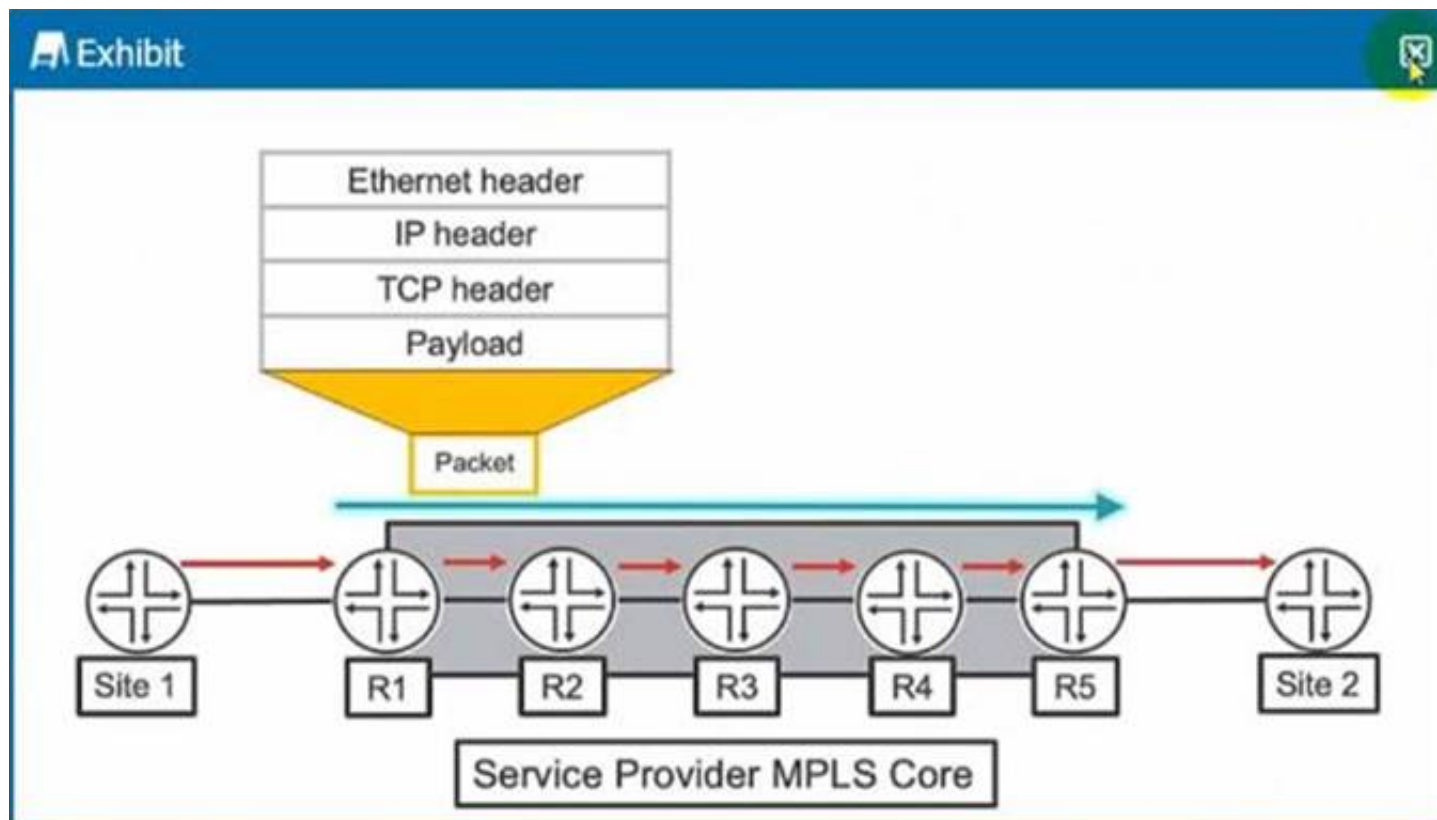 Exhibit
Ethernet header
IP header
TCP header
Payload
Packet
Site 1
R1
R2
R3
R4
R5
Site 2
Service Provider MPLS Core